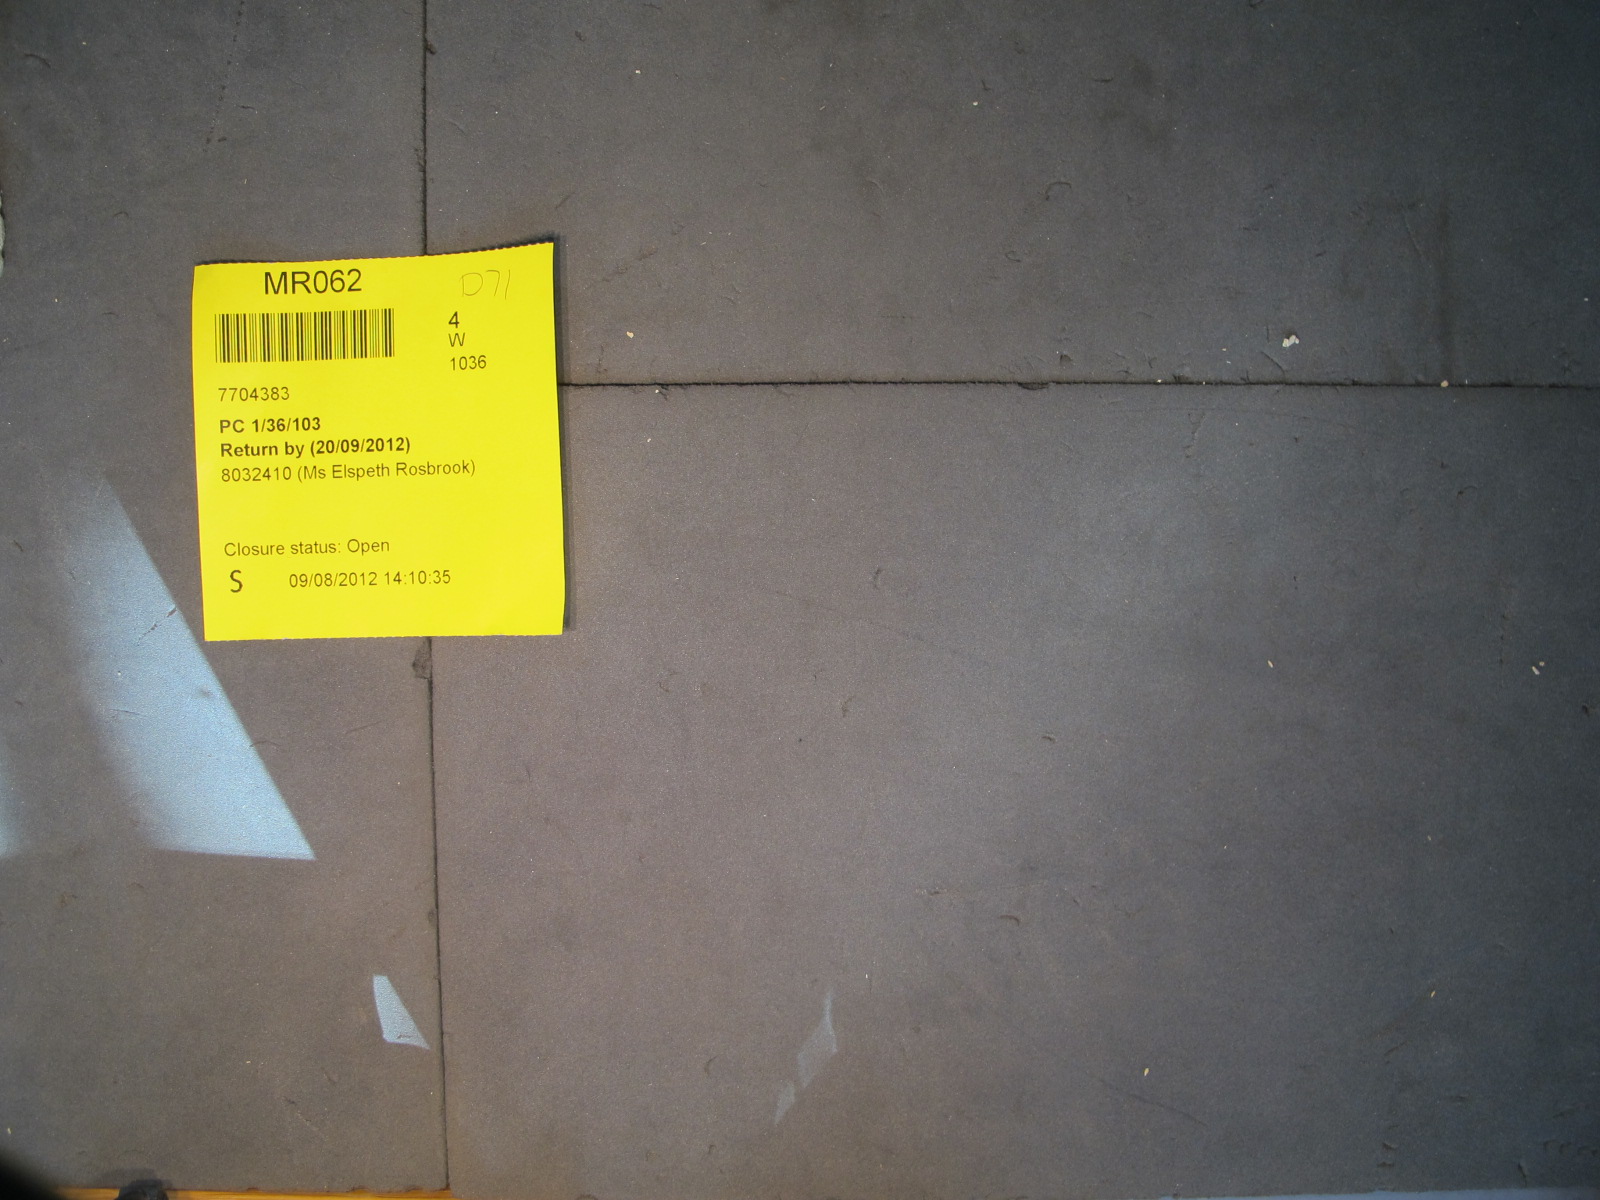 MR062
D71
4
W
1036
7704383
PC 1/36/103
Return by (20/09/2012)
8032410 (Ms Elspeth Rosbrook)
Closure status: Open
S 09/08/2012 14:10:35